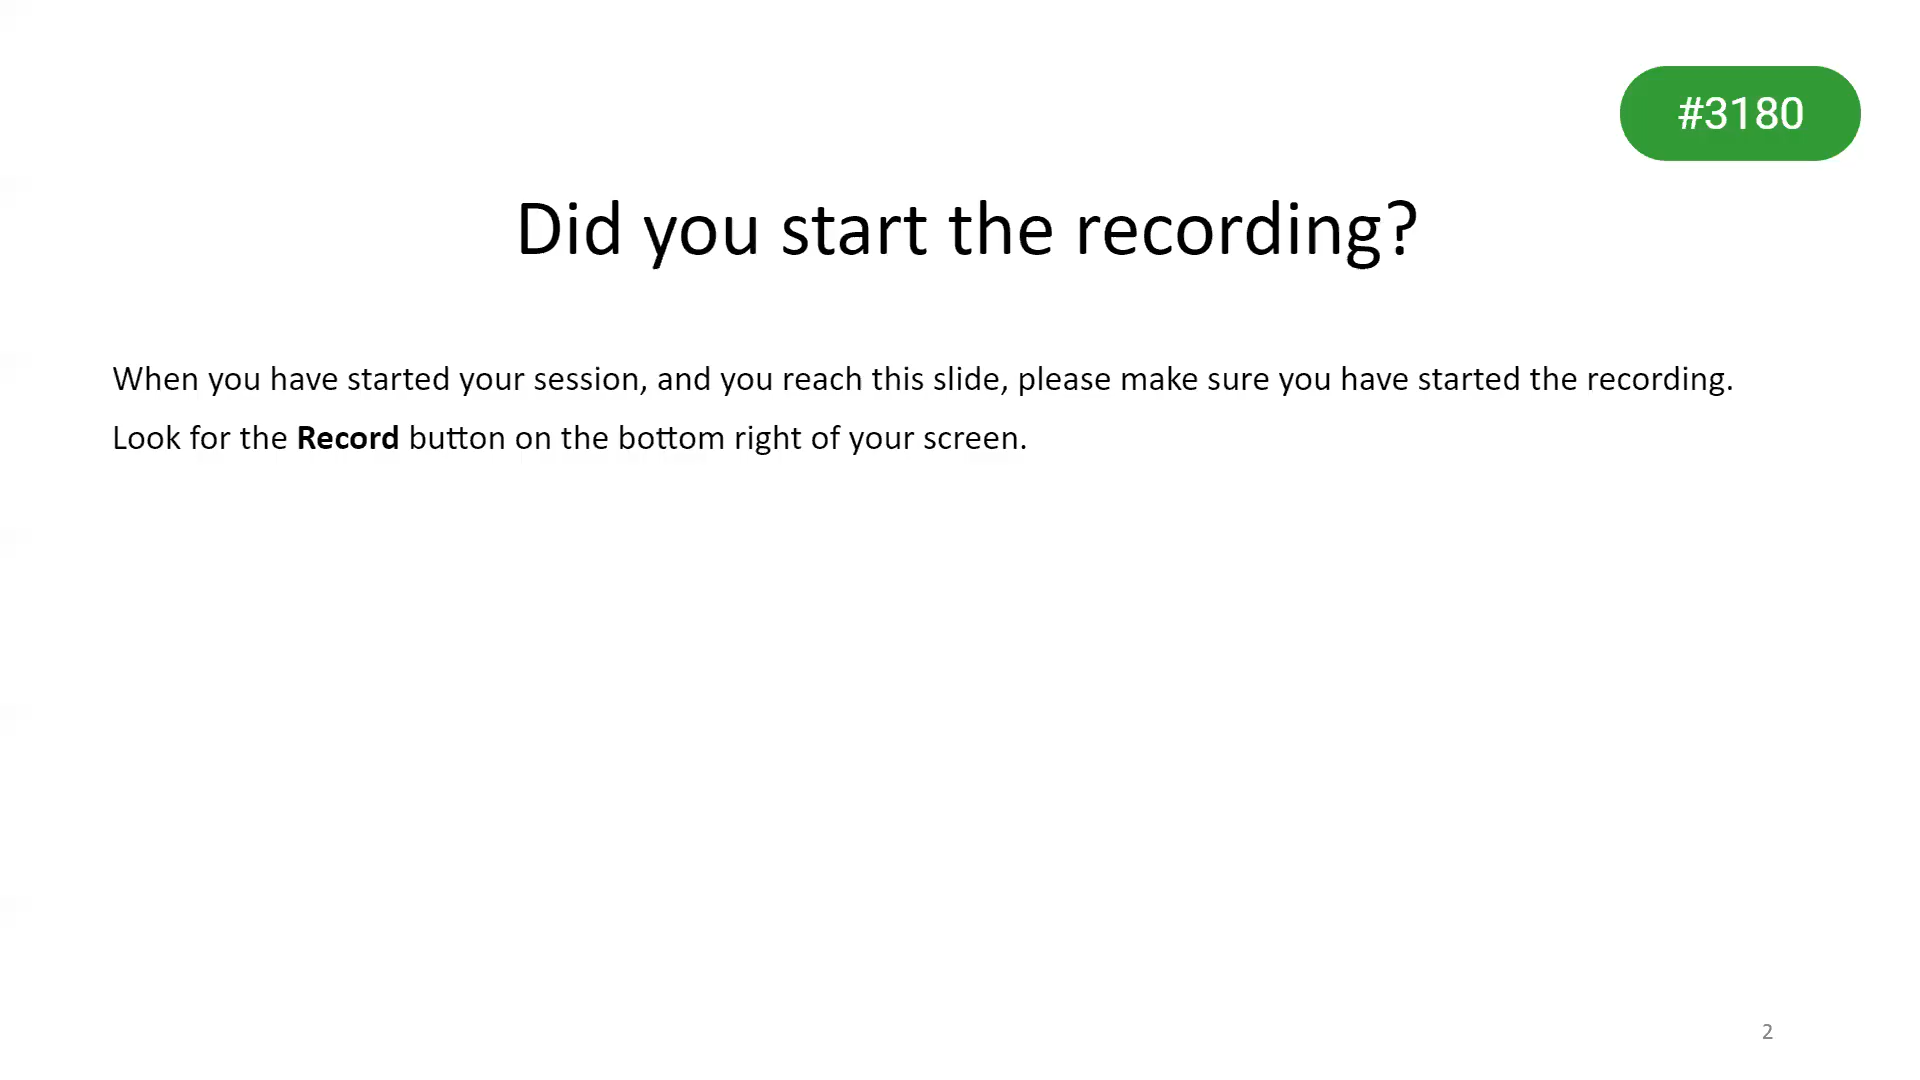 #3180
Did you start the recording?
When you have started your session, and you reach this slide, please make sure you have started the recording.
Look for the Record button on the bottom right of your screen.
2